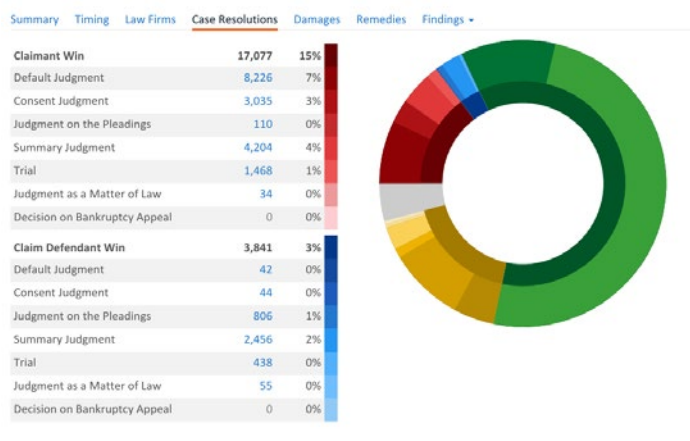 Summary Timing Law Firms Case Resolutions Damages Remedies Findings
Claimant Win 17,077 15%
Default Judgment 8,226 7%
Consent Judgment 3,035 3%
Judgment on the Pleadings 110 0%
Summary Judgment 4,204 4%
Trial 1,468 1%
Judgment as a Matter of Law 34 0%
Decision on Bankruptcy Appeal 0 0%
Claim Defendant Win 3,841 3%
Default Judgment 42 0%
Consent Judgment 44 0%
Judgment on the Pleadings 806 1%
Summary Judgment 2,456 2%
Trial 438 0%
Judgment as a Matter of Law 55 0%
Decision on Bankruptcy Appeal 0 0%